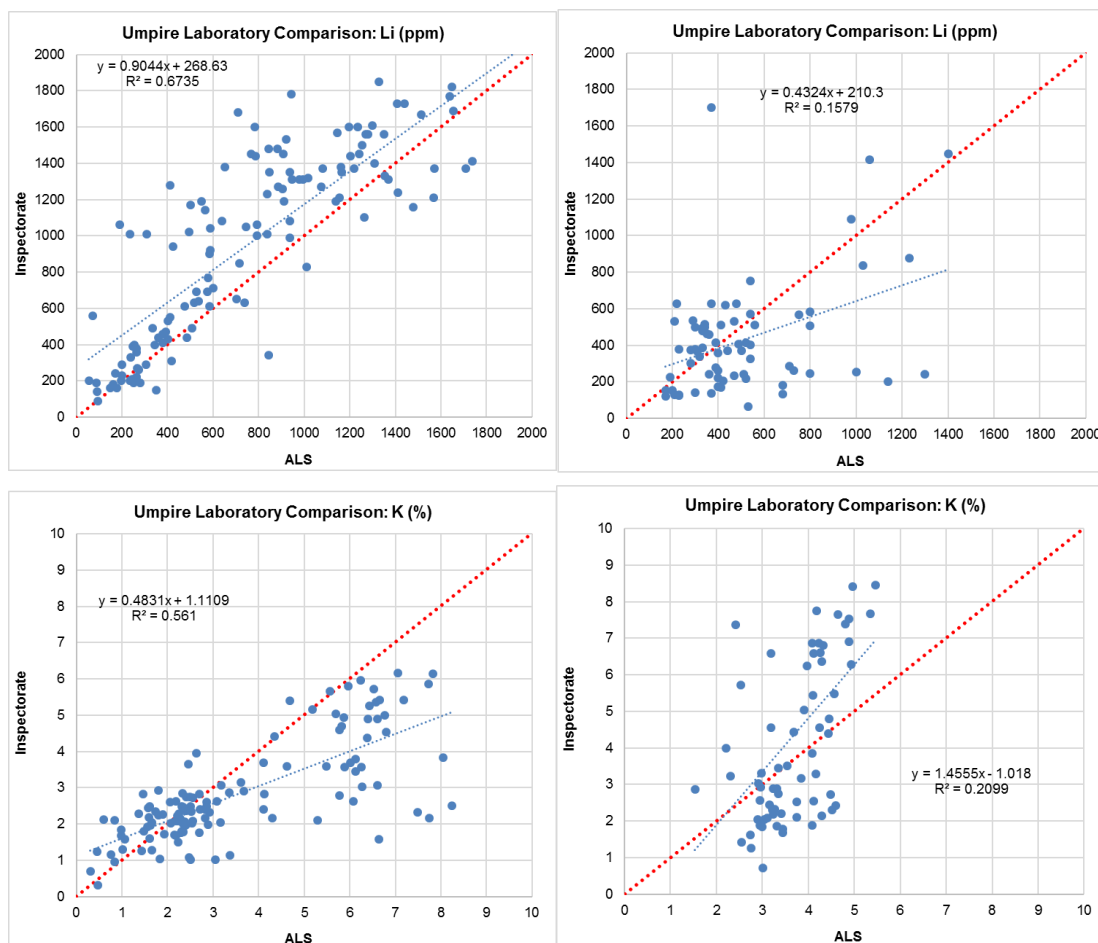 Umpire Laboratory Comparison: Li (ppm)
2000
1800
1600
1400
1200
1000
800
600
400
200
0
y = 0.9044x + 268.63
R² = 0.6735
Inspectorate
0 200 400 600 800 1000 1200 1400 1600 1800 2000
ALS
Umpire Laboratory Comparison: Li (ppm)
2000
1800
1600
1400
1200
1000
800
600
400
200
0
y = 0.4324x + 210.3
R² = 0.1579
Inspectorate
0 200 400 600 800 1000 1200 1400 1600 1800 2000
ALS
Umpire Laboratory Comparison: K (%)
10
9
8
7
6
5
4
3
2
1
0
y = 0.4831x + 1.1109
R² = 0.561
Inspectorate
0 1 2 3 4 5 6 7 8 9 10
ALS
Umpire Laboratory Comparison: K (%)
10
9
8
7
6
5
4
3
2
1
0
y = 1.4555x - 1.018
R² = 0.2099
Inspectorate
0 1 2 3 4 5 6 7 8 9 10
ALS